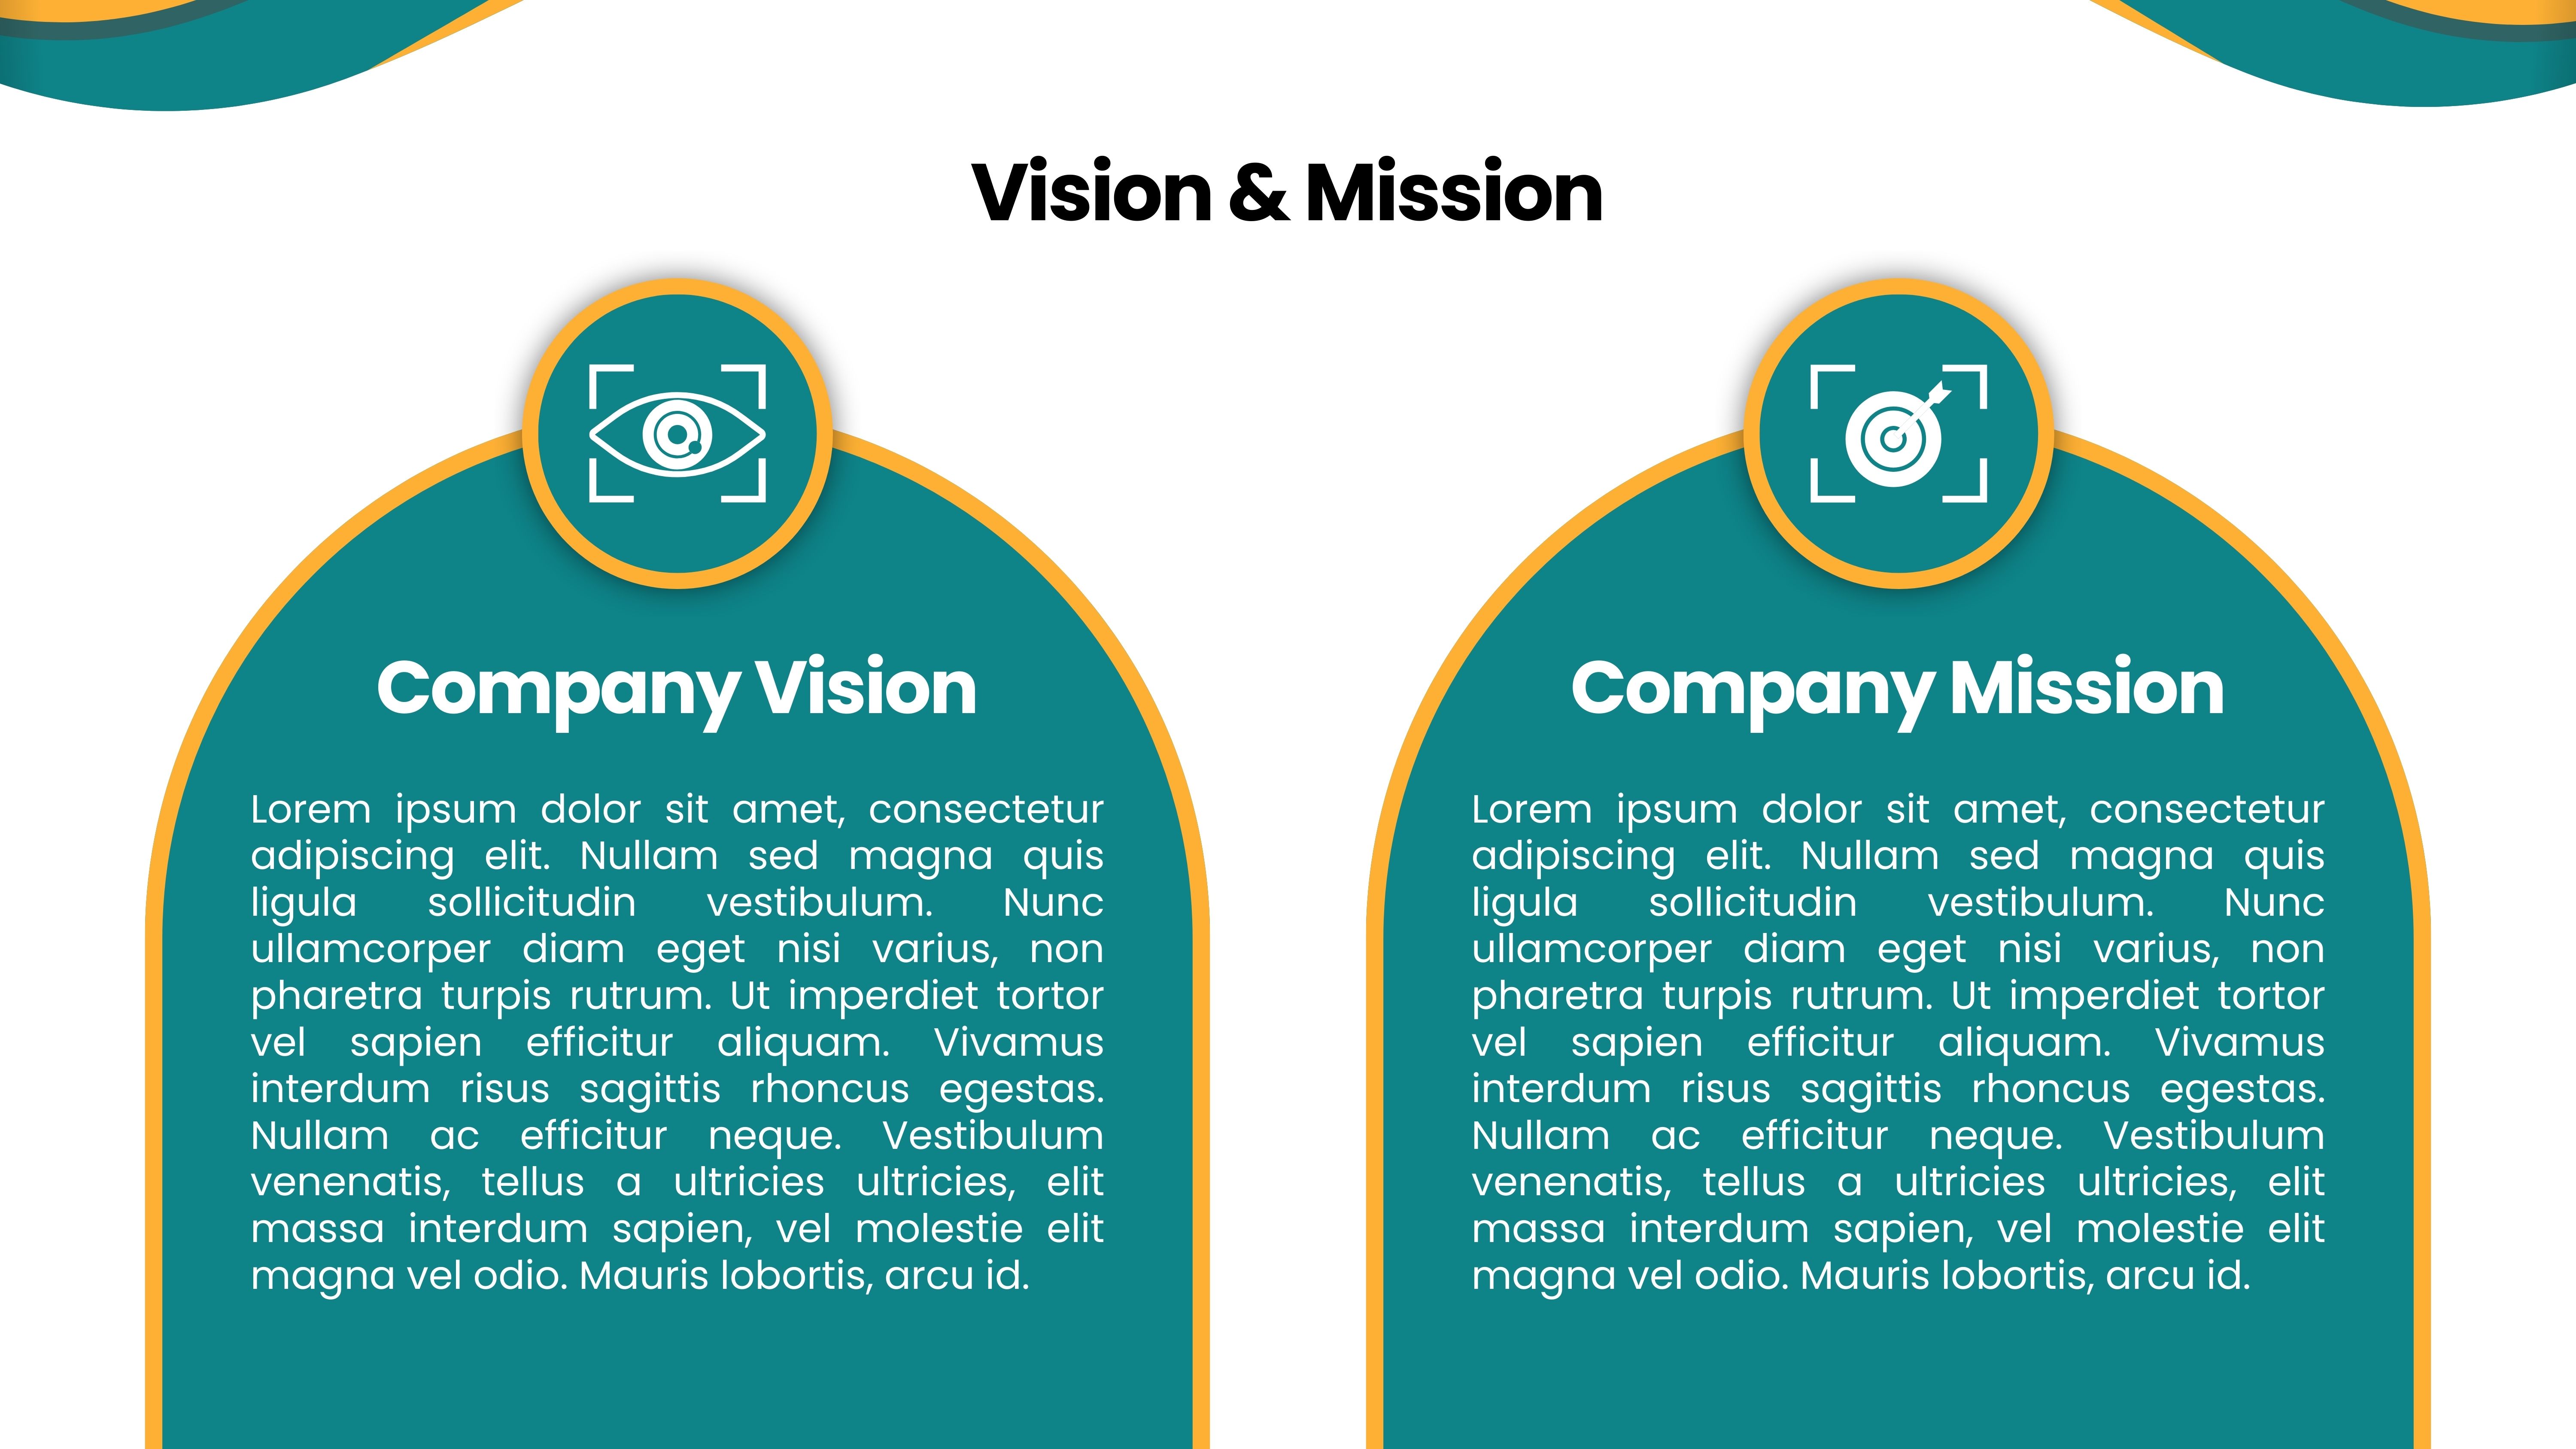 Vision & Mission
Company Vision
Lorem ipsum dolor sit amet, consectetur
adipiscing elit. Nullam sed magna quis
ligula sollicitudin vestibulum. Nunc
ullamcorper diam eget nisi varius, non
pharetra turpis rutrum. Ut imperdiet tortor
vel sapien efficitur aliquam. Vivamus
interdum risus sagittis rhoncus egestas.
Nullam ac efficitur neque. Vestibulum
venenatis, tellus a ultricies ultricies, elit
massa interdum sapien, vel molestie elit
magna vel odio. Mauris lobortis, arcu id.
Company Mission
Lorem ipsum dolor sit amet, consectetur
adipiscing elit. Nullam sed magna quis
ligula sollicitudin vestibulum. Nunc
ullamcorper diam eget nisi varius, non
pharetra turpis rutrum. Ut imperdiet tortor
vel sapien efficitur aliquam. Vivamus
interdum risus sagittis rhoncus egestas.
Nullam ac efficitur neque. Vestibulum
venenatis, tellus a ultricies ultricies, elit
massa interdum sapien, vel molestie elit
magna vel odio. Mauris lobortis, arcu id.